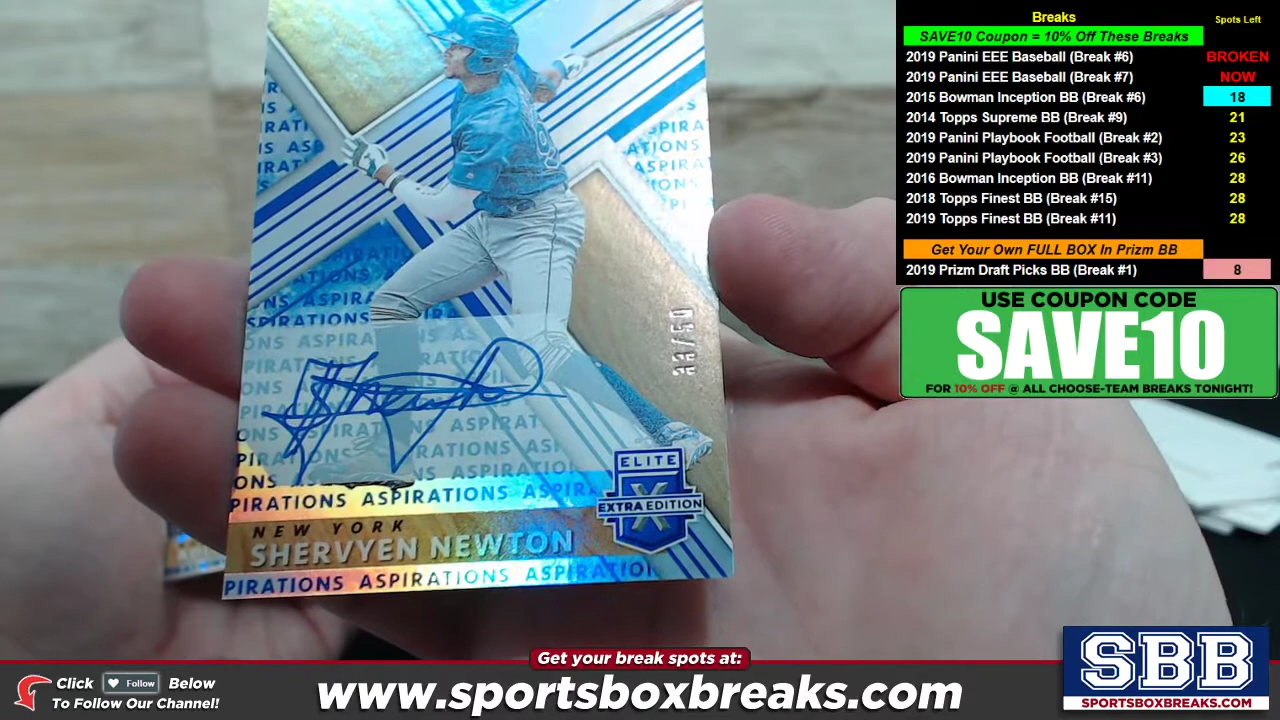 33/50
ELITE
X
EXTRA EDITION
PIRATIONS ASPIRATIONS ASPIRA
NEW YORK
SHERVYEN NEWTON
PIRATIONS ASPIRATIONS ASPIRATION
Breaks Spots Left
SAVE10 Coupon = 10% Off These Breaks
2019 Panini EEE Baseball (Break #6) BROKEN
2019 Panini EEE Baseball (Break #7) NOW
2015 Bowman Inception BB (Break #6) 18
2014 Topps Supreme BB (Break #9) 21
2019 Panini Playbook Football (Break #2) 23
2019 Panini Playbook Football (Break #3) 26
2016 Bowman Inception BB (Break #11) 28
2018 Topps Finest BB (Break #15) 28
2019 Topps Finest BB (Break #11) 28
Get Your Own FULL BOX In Prizm BB
2019 Prizm Draft Picks BB (Break #1) 8
USE COUPON CODE
SAVE10
FOR 10% OFF @ ALL CHOOSE-TEAM BREAKS TONIGHT!
Get your break spots at:
Click Follow Below
To Follow Our Channel!
www.sportsboxbreaks.com
SBB
SPORTSBOXBREAKS.COM